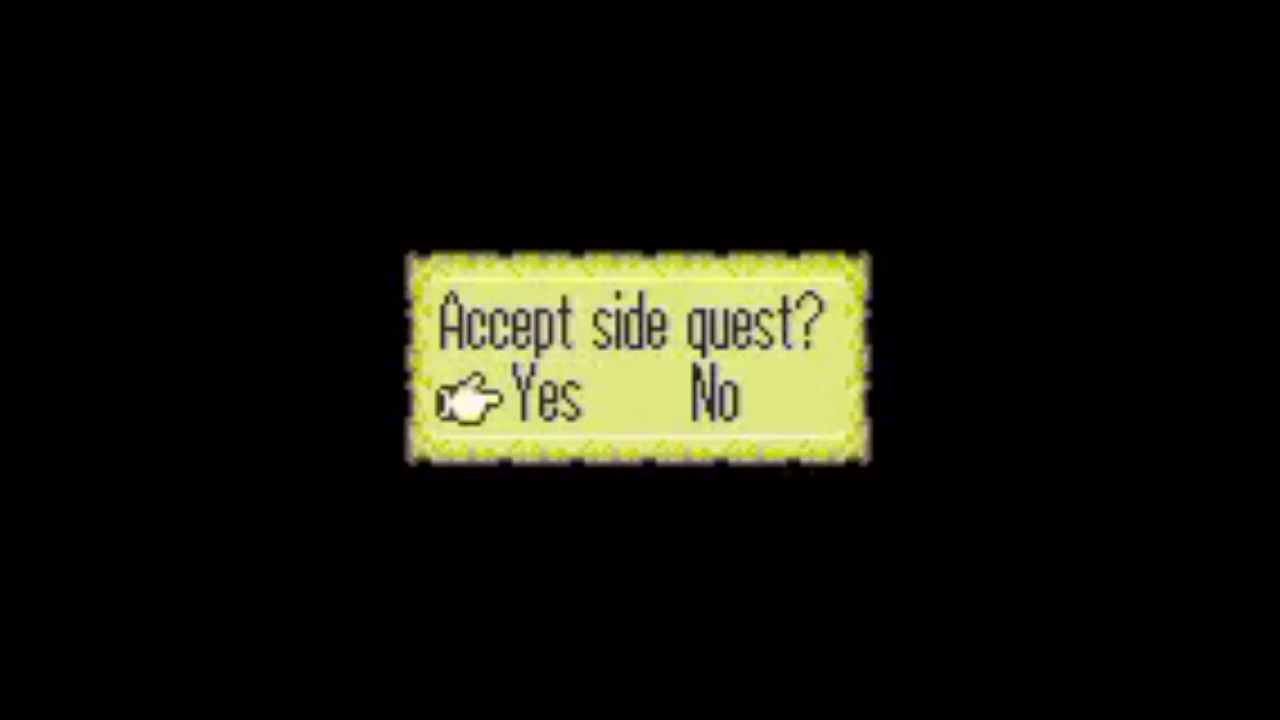 Accept side quest?
Yes No